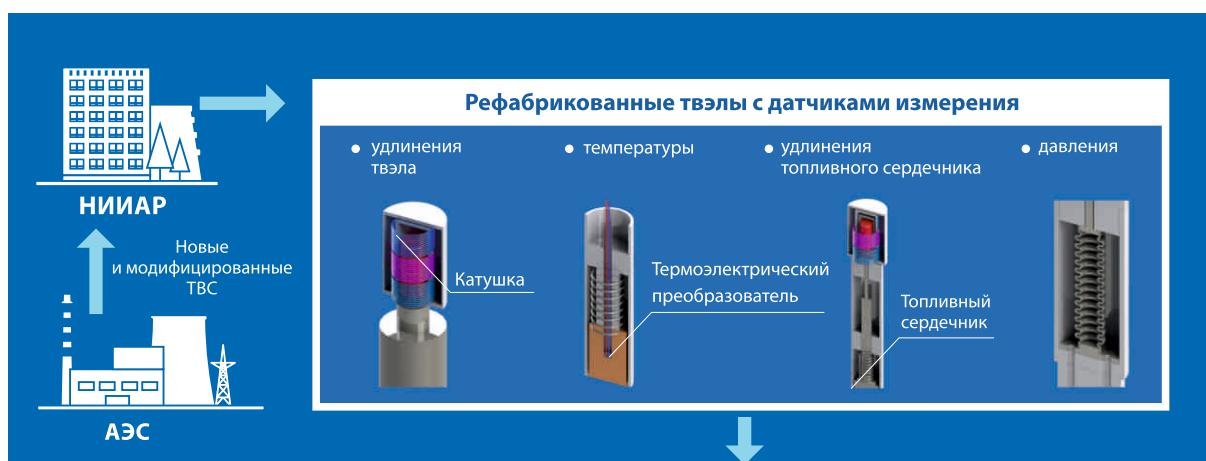 Рефабрикованные твэлы с датчиками измерения
удлинения
твэла
температуры
удлинения
топливного сердечника
давления
НИИАР
Новые
и модифицированные
ТВС
АЭС
Катушка
Термоэлектрический
преобразователь
Топливный
сердечник